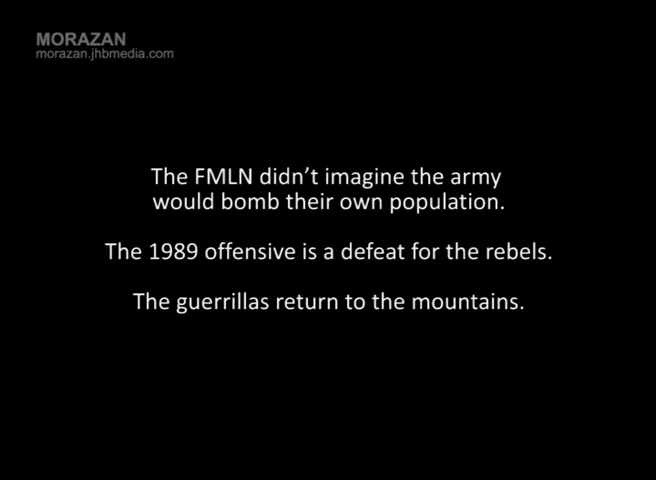 MORAZAN
morazan.jhbmedia.com
The FMLN didn't imagine the army
would bomb their own population.
The 1989 offensive is a defeat for the rebels.
The guerrillas return to the mountains.